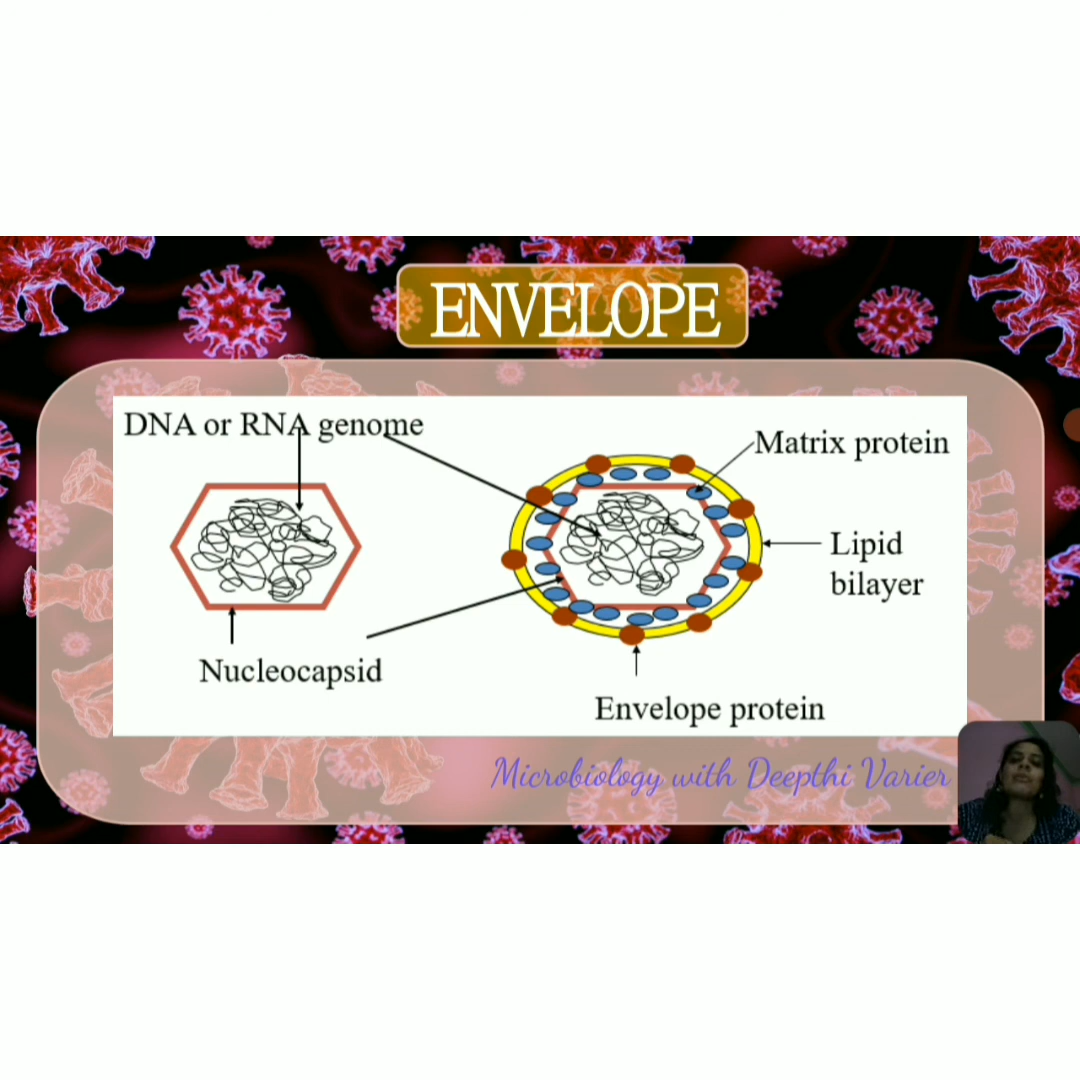 ENVELOPE
DNA or RNA genome
Matrix protein
Lipid
bilayer
Nucleocapsid
Envelope protein
Microbiology with Deepthi Varier